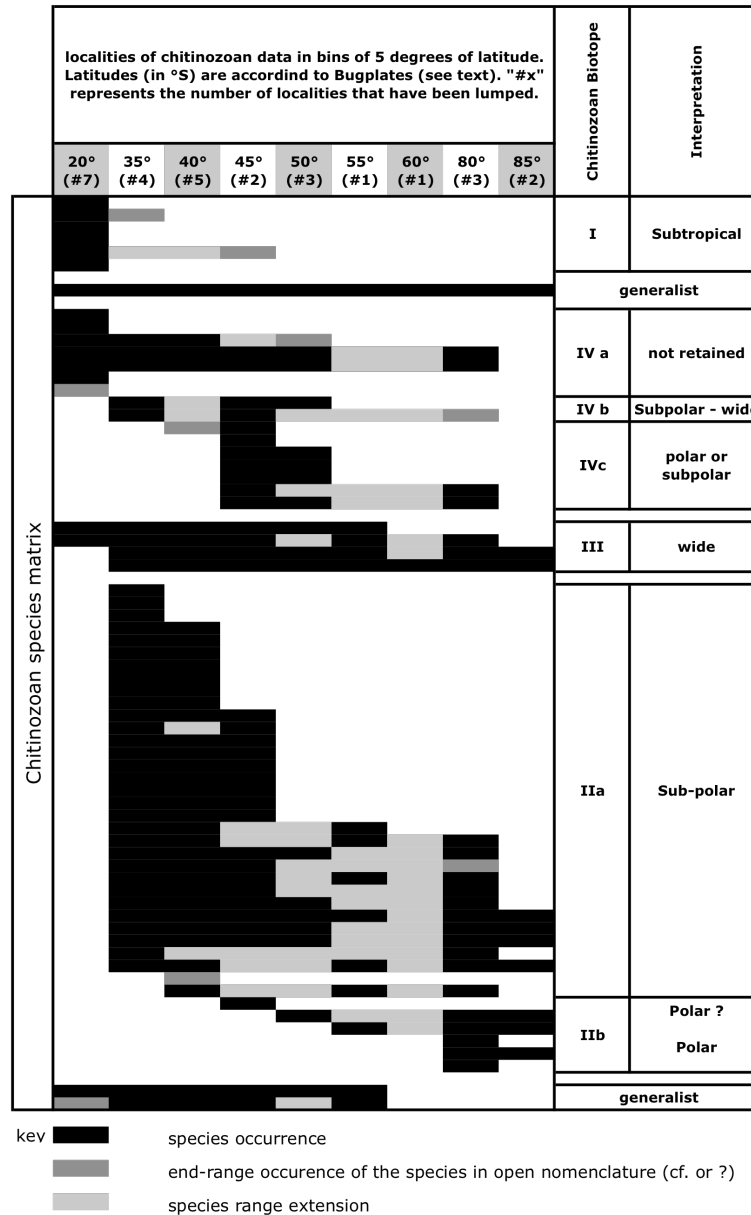 localities of chitinozoan data in bins of 5 degrees of latitude.
Latitudes (in °S) are accordind to Bugplates (see text). "#x"
represents the number of localities that have been lumped.
Chitinozoan Biotope
Interpretation
20° 35° 40° 45° 50° 55° 60° 80° 85°
(#7) (#4) (#5) (#2) (#3) (#1) (#1) (#3) (#2)
Chitinozoan species matrix
I Subtropical
generalist
IV a not retained
IV b Subpolar - wide
IVc polar or
subpolar
III wide
IIa Sub-polar
IIb Polar ?
Polar
generalist
key species occurrence
end-range occurence of the species in open nomenclature (cf. or ?)
species range extension